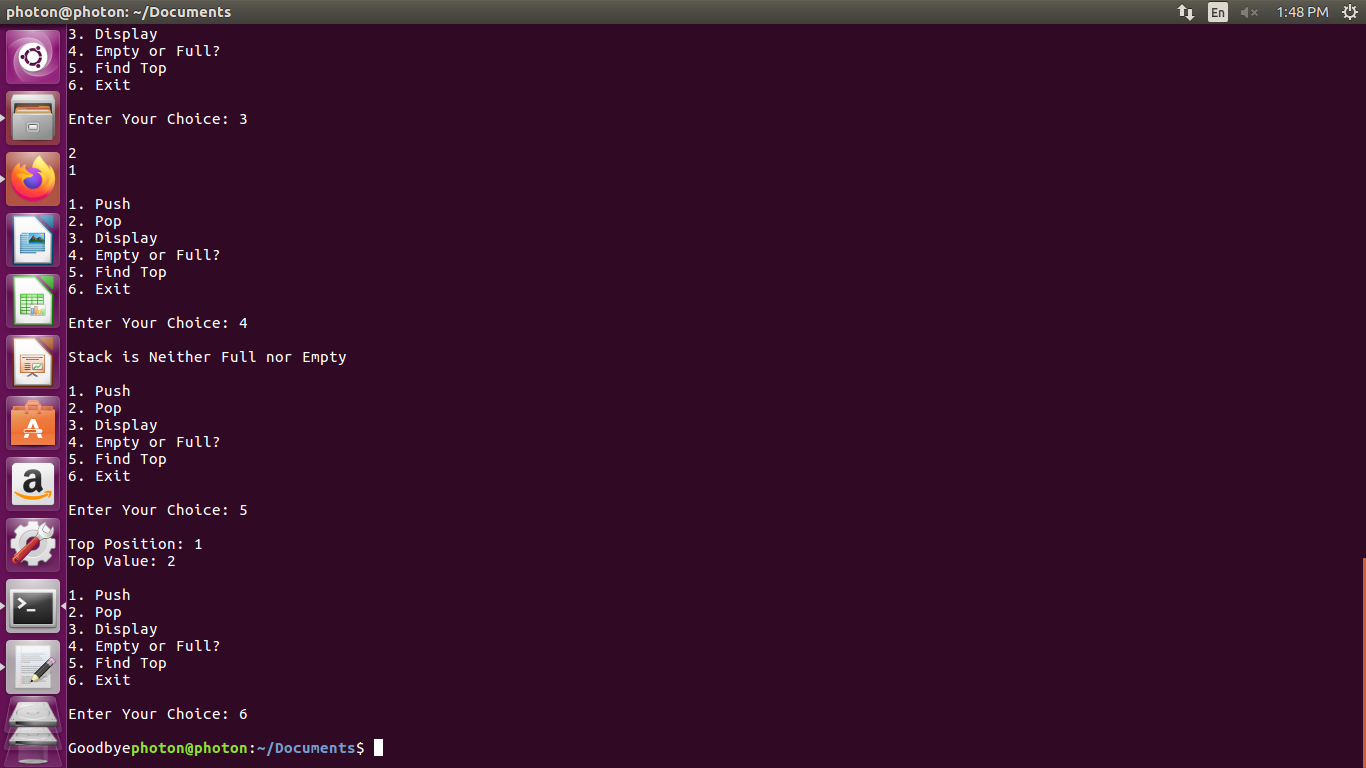 photon@photon: ~/Documents
En
1:48 PM
3. Display
4. Empty or Full?
5. Find Top
6. Exit
Enter Your Choice: 3
2
1
1. Push
2. Pop
3. Display
4. Empty or Full?
5. Find Top
6. Exit
Enter Your Choice: 4
Stack is Neither Full nor Empty
1. Push
2. Pop
3. Display
4. Empty or Full?
5. Find Top
6. Exit
Enter Your Choice: 5
Top Position: 1
Top Value: 2
1. Push
2. Pop
3. Display
4. Empty or Full?
5. Find Top
6. Exit
Enter Your Choice: 6
Goodbyephoton@photon:~/Documents$